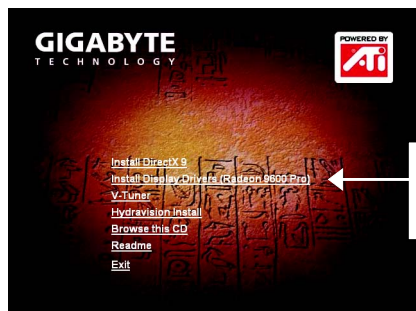 GIGABYTE
TECHNOLOGY
POWERED BY
ATi
Install DirectX 9
Install Display Drivers (Radeon 9600 Pro)
V-Tuner
Hydravision Install
Browse this CD
Readme
Exit